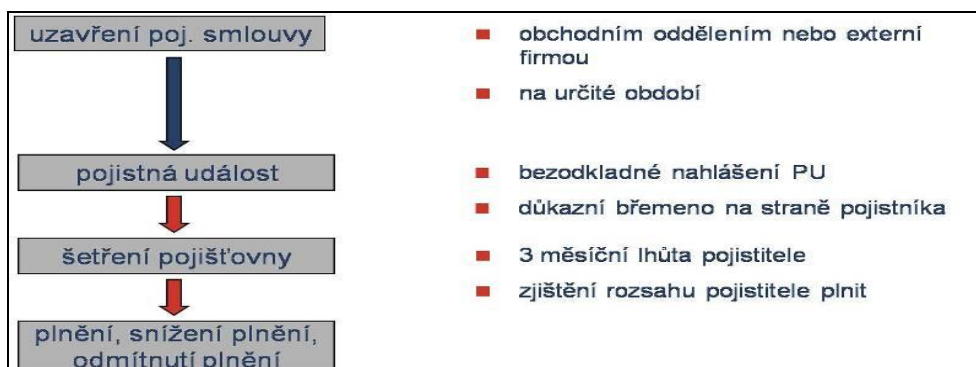 uzavření poj. smlouvy
obchodním oddělením nebo externí
firmou
na určité období
pojistná událost
bezodkladné nahlášení PU
důkazní břemeno na straně pojistníka
šetření pojišťovny
3 měsíční lhůta pojistitele
zjištění rozsahu pojistitele plnit
plnění, snížení plnění,
odmítnutí plnění